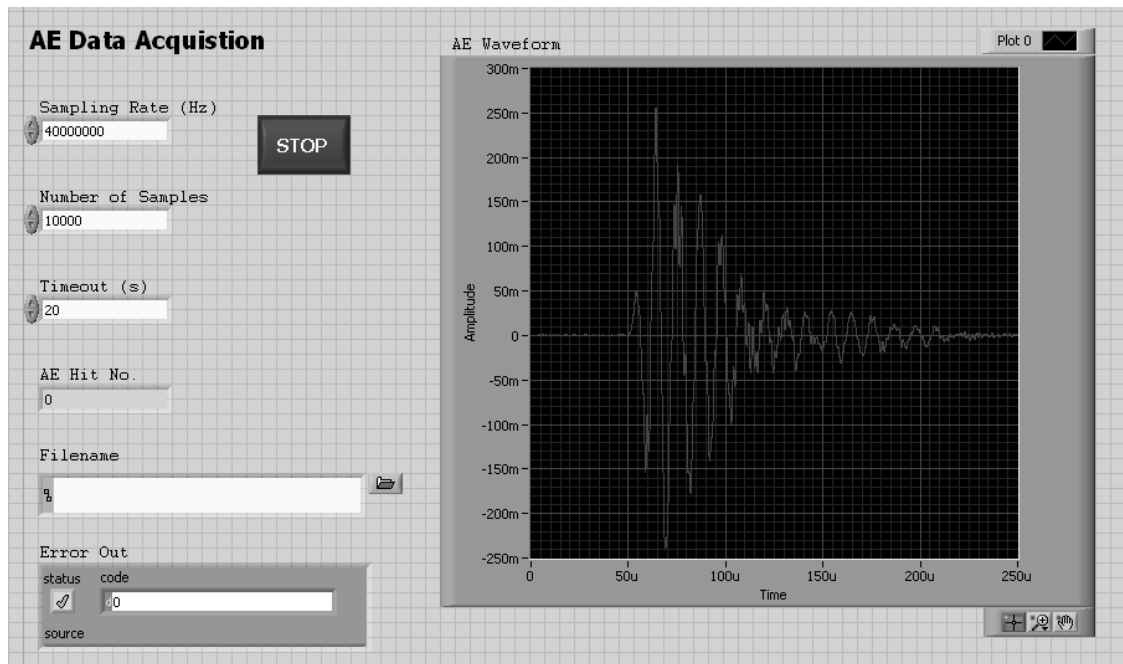 AE Data Acquistion
Sampling Rate (Hz)
40000000
STOP
Number of Samples
10000
Timeout (s)
20
AE Hit No.
0
Filename
Error Out
status
code
0
source
AE Waveform
Plot 0
300m
250m
200m
150m
100m
50m
0
-50m
-100m
-150m
-200m
-250m
Amplitude
0
50u
100u
150u
200u
250u
Time